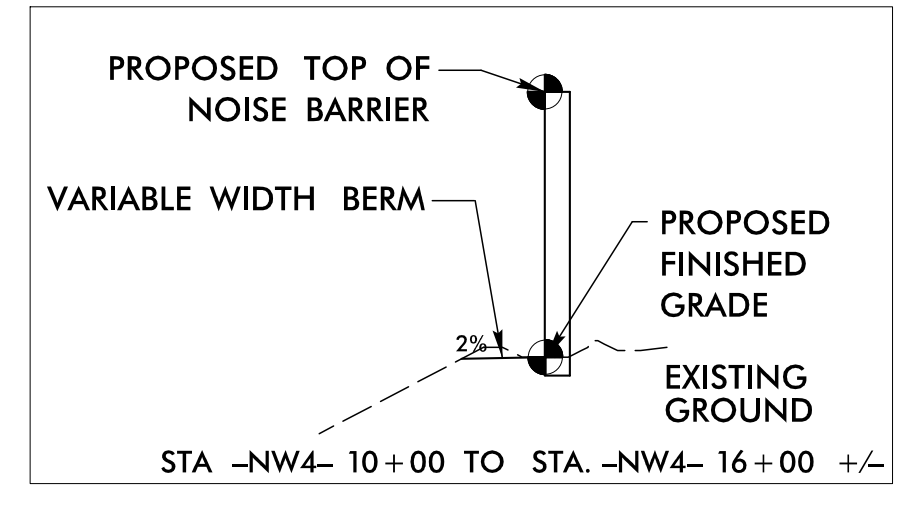 PROPOSED TOP OF
NOISE BARRIER
VARIABLE WIDTH BERM
PROPOSED
FINISHED
GRADE
2%
EXISTING
GROUND
STA -NW4- 10+00 TO STA. -NW4- 16+00 +/-